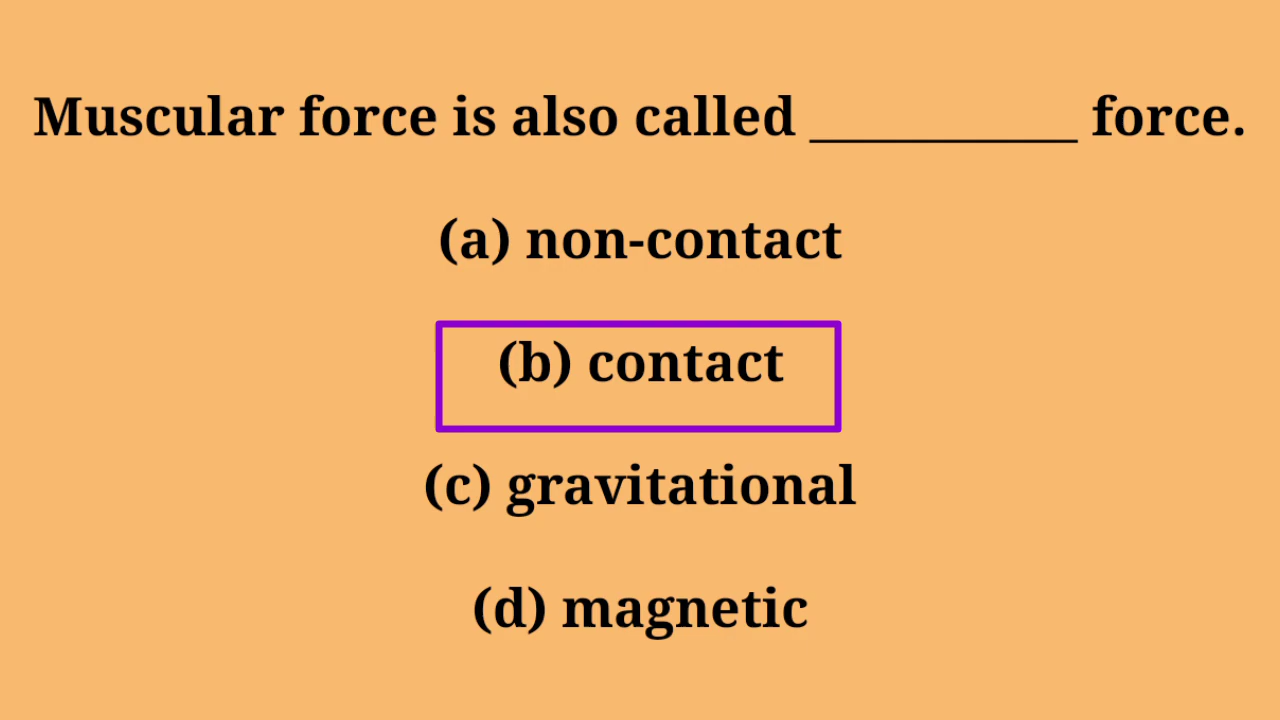 Muscular force is also called __________ force.
(a) non-contact
(b) contact
(c) gravitational
(d) magnetic